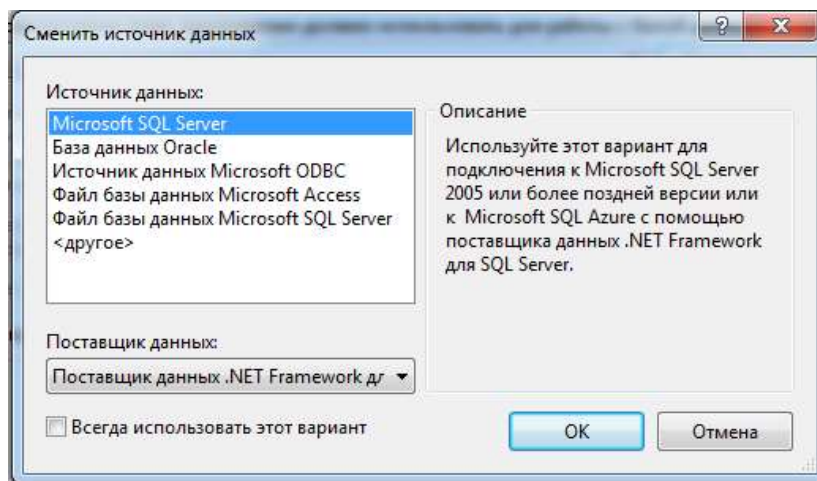 Сменить источник данных
Источник данных:
Microsoft SQL Server
База данных Oracle
Источник данных Microsoft ODBC
Файл базы данных Microsoft Access
Файл базы данных Microsoft SQL Server
<другое>
Описание
Используйте этот вариант для
подключения к Microsoft SQL Server
2005 или более поздней версии или
к Microsoft SQL Azure с помощью
поставщика данных .NET Framework
для SQL Server.
Поставщик данных:
Поставщик данных .NET Framework дл
Всегда использовать этот вариант
OK
Отмена